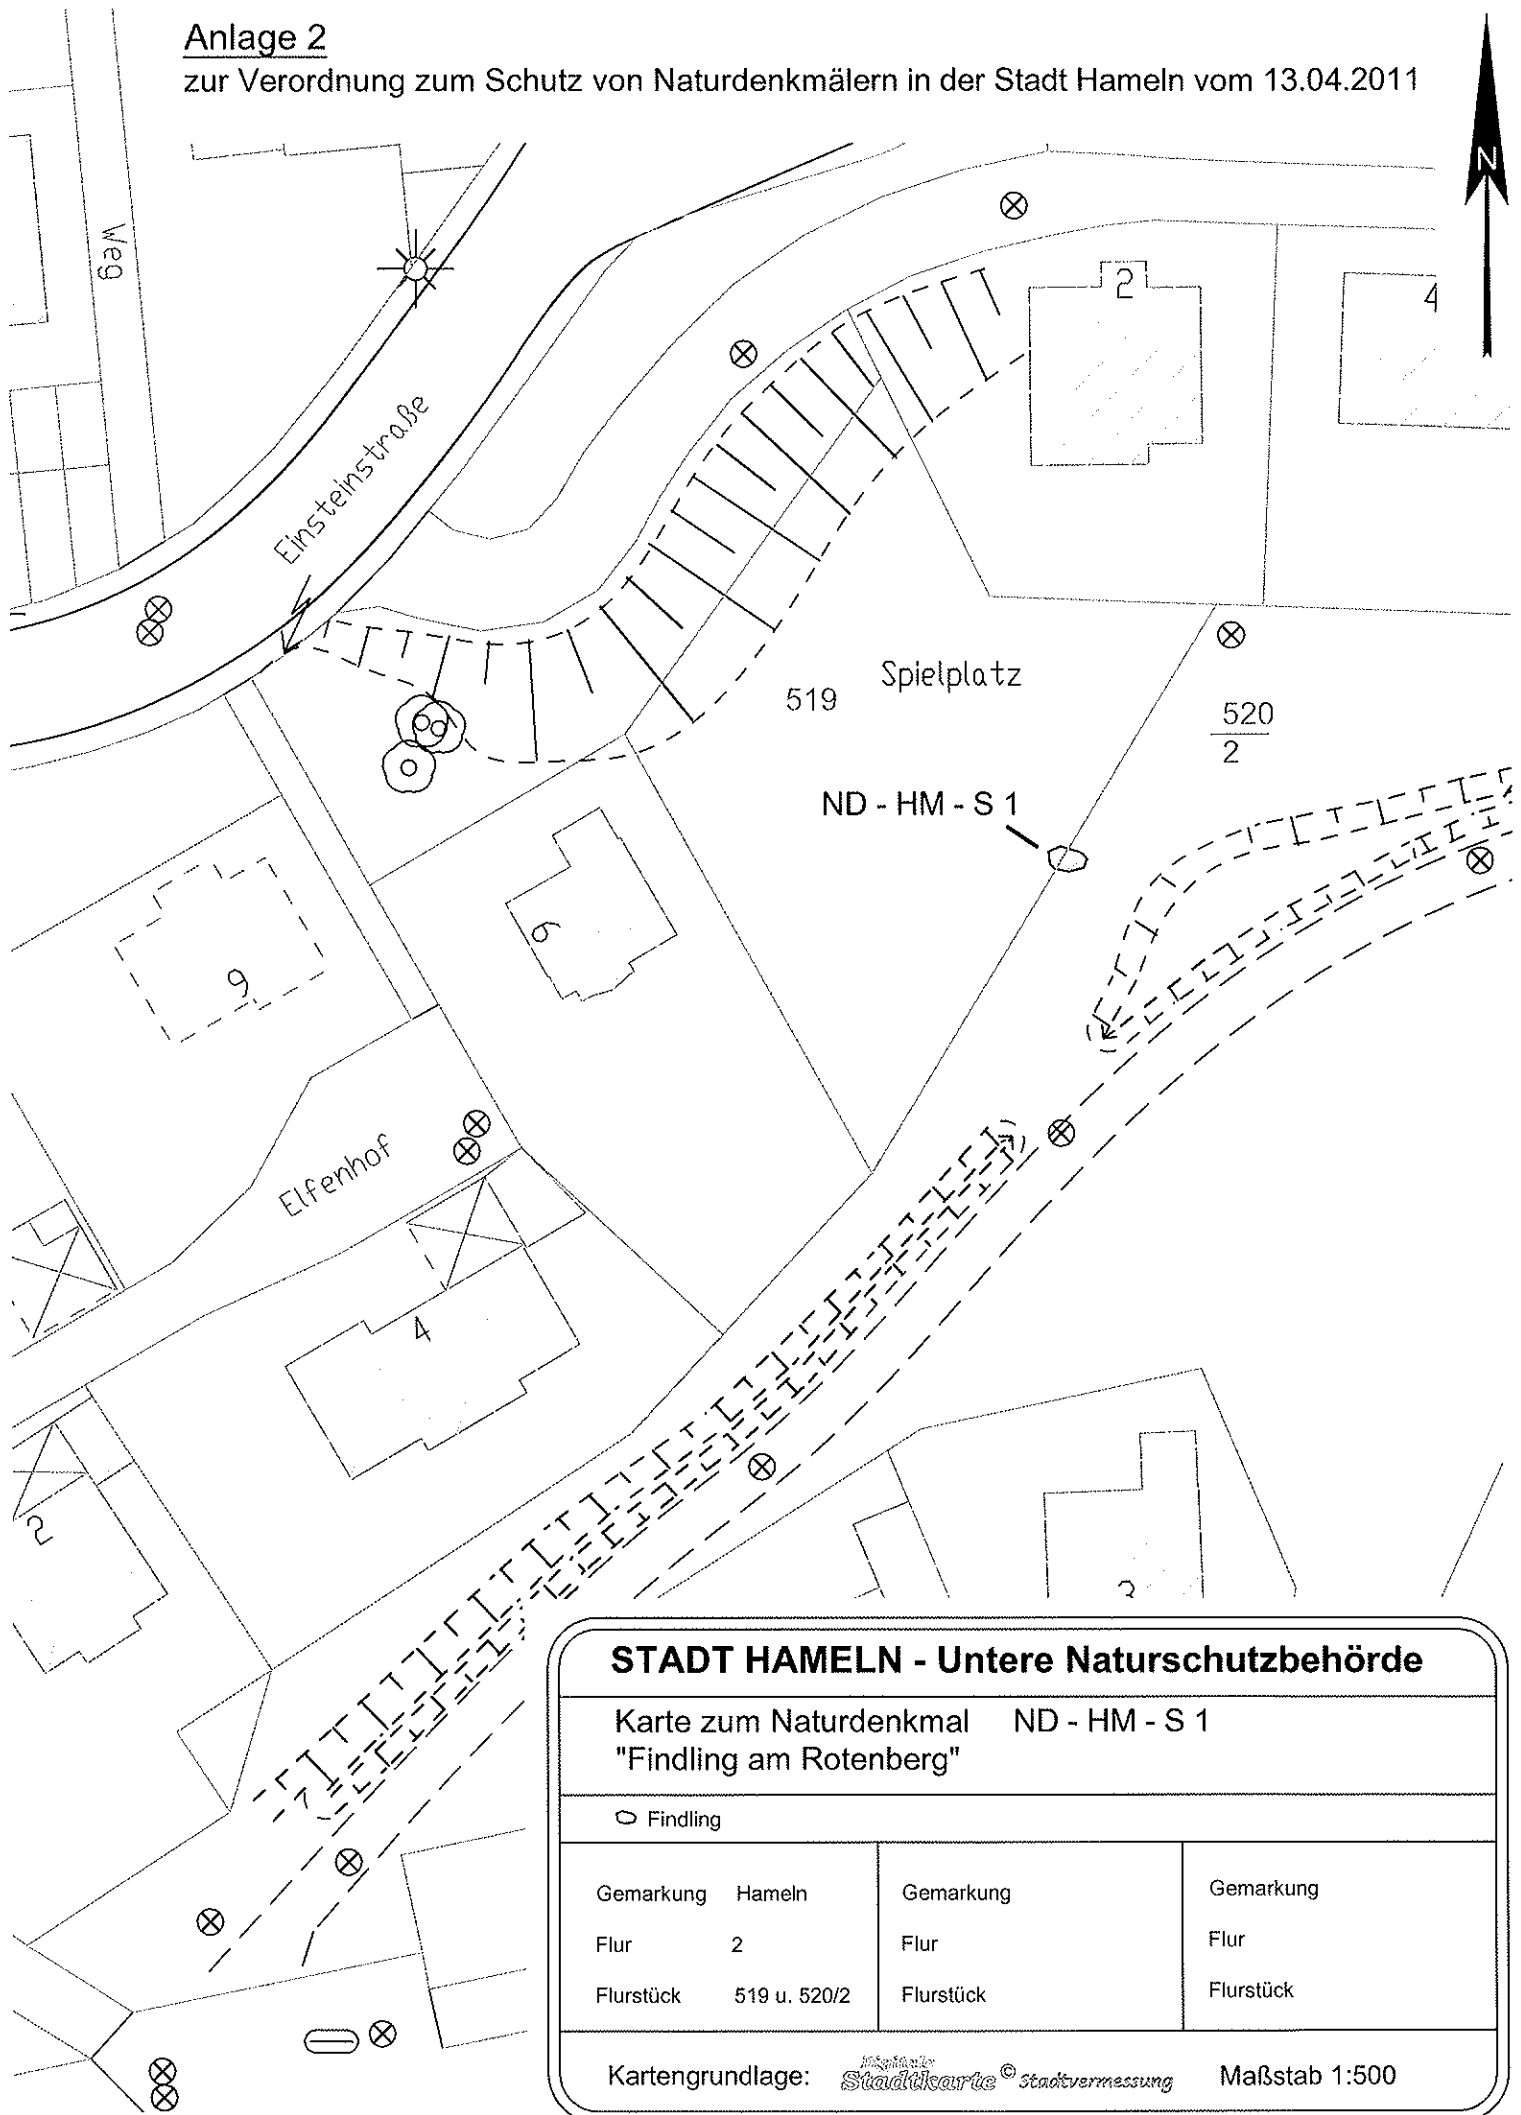 Anlage 2
zur Verordnung zum Schutz von Naturdenkmälern in der Stadt Hameln vom 13.04.2011
N
Weg
2
4
Einsteinstraße
Spielplatz
519
520
2
ND - HM - S 1
9
6
Elfenhof
4
2
3
STADT HAMELN - Untere Naturschutzbehörde
Karte zum Naturdenkmal ND - HM - S 1
"Findling am Rotenberg"
Findling
Gemarkung Hameln
Flur 2
Flurstück 519 u. 520/2
Gemarkung
Flur
Flurstück
Gemarkung
Flur
Flurstück
Kartengrundlage: Digitale Stadtkarte © Stadtvermessung Maßstab 1:500